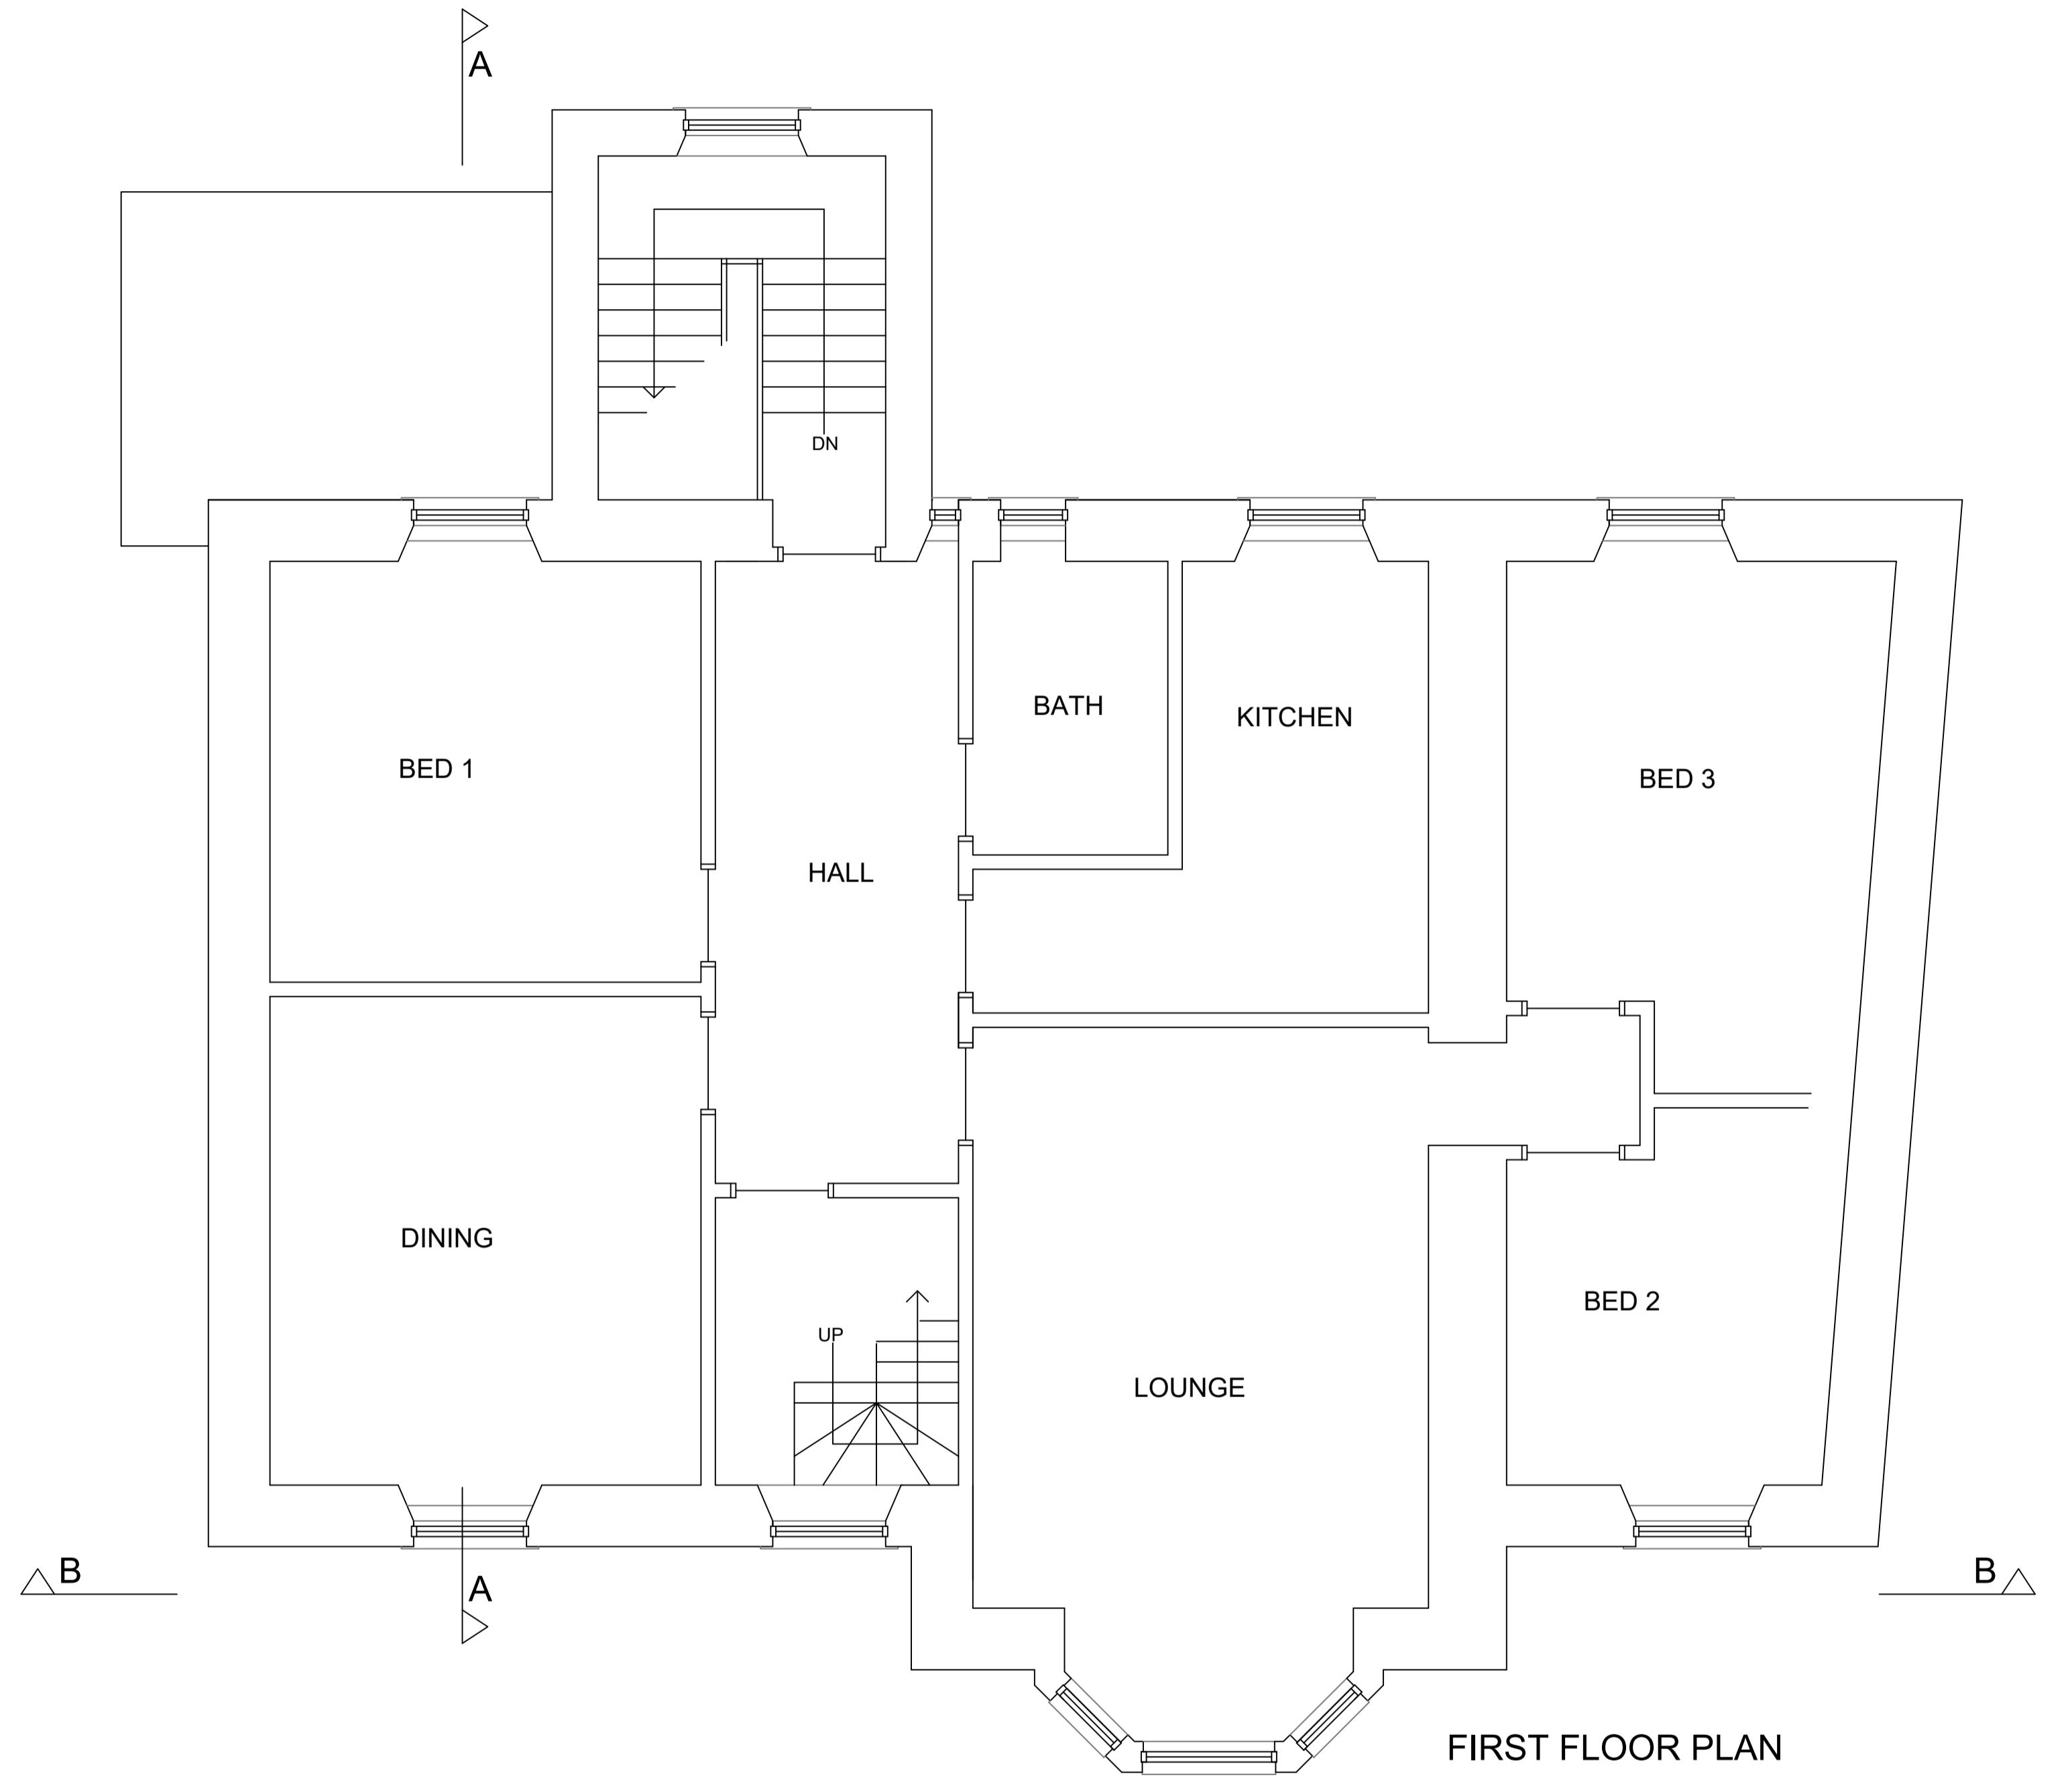 A
DN
BATH
KITCHEN
BED 1
BED 3
HALL
DINING
BED 2
UP
LOUNGE
B
A
B
FIRST FLOOR PLAN